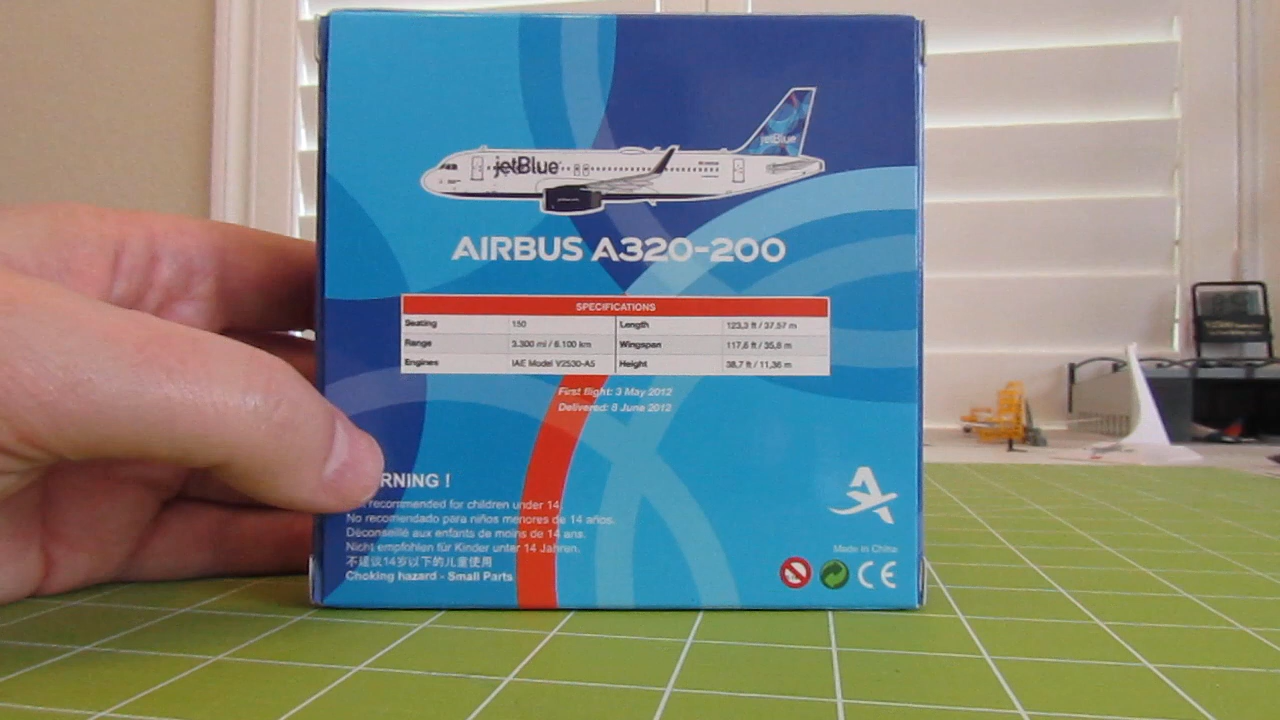 jetBlue
jetBlue
AIRBUS A320-200
SPECIFICATIONS
Seating 150 Length 123,3 ft / 37,57 m
Range 3.300 mi / 6.100 km Wingspan 117,6 ft / 35,8 m
Engines IAE Model V2530-A5 Height 38,7 ft / 11,36 m
First flight: 3 May 2012
Delivered: 8 June 2012
RNING !
recommended for children under 14.
No recomendado para niños menores de 14 años.
Déconseillé aux enfants de moins de 14 ans.
Nicht empfohlen für Kinder unter 14 Jahren.
不建议14岁以下的儿童使用
Choking hazard - Small Parts
Made in China
CE